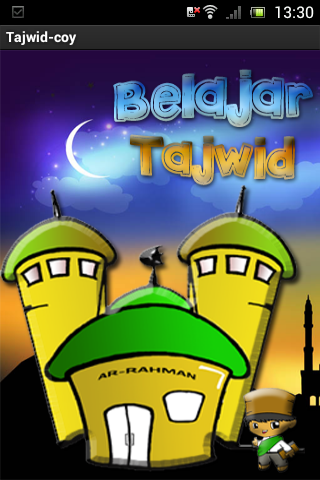 13:30
Tajwid-coy
Belajar
Tajwid
AR-RAHMAN